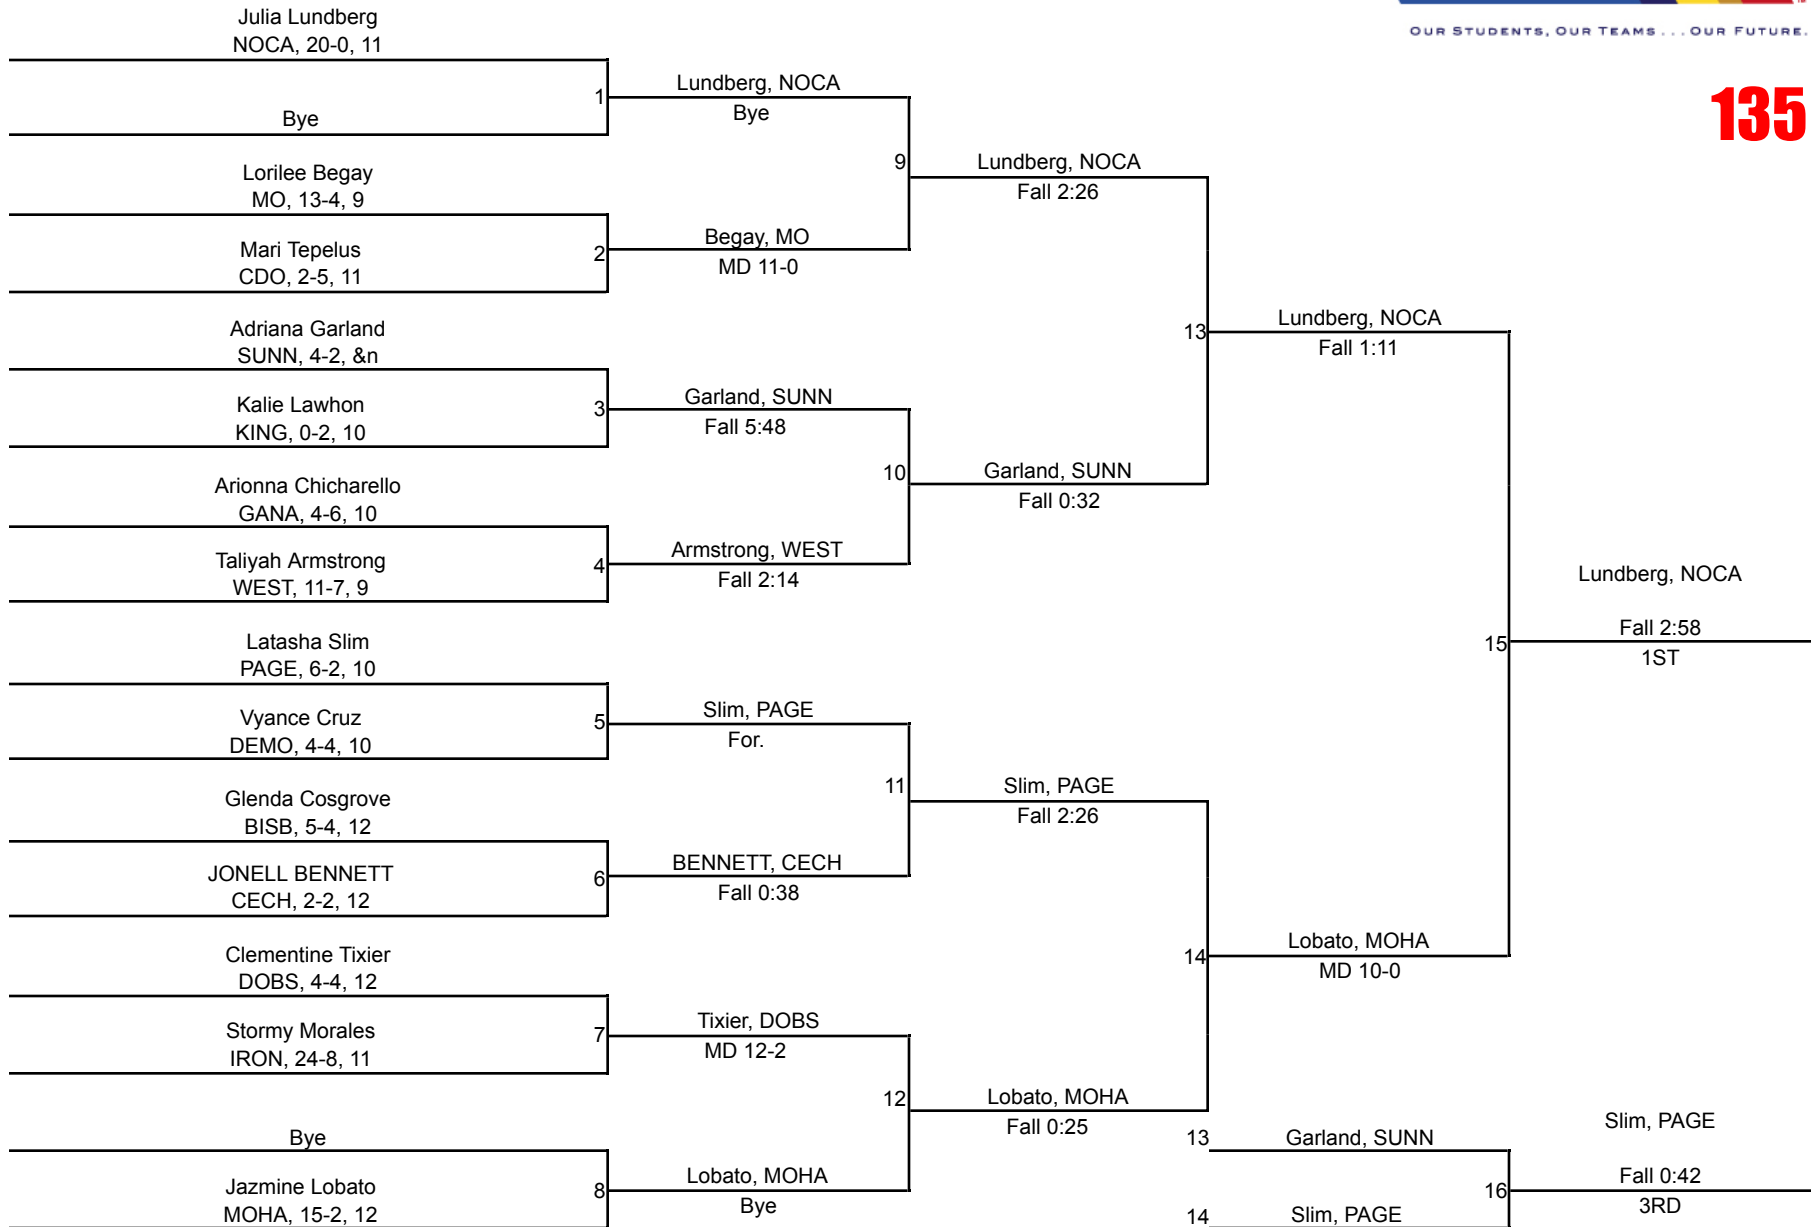 OUR STUDENTS, OUR TEAMS . . . OUR FUTURE.
135
Julia Lundberg
NOCA, 20-0, 11
Bye
1
Lundberg, NOCA
Bye
Lorilee Begay
MO, 13-4, 9
Mari Tepelus
CDO, 2-5, 11
2
Begay, MO
MD 11-0
9
Lundberg, NOCA
Fall 2:26
Adriana Garland
SUNN, 4-2, &n
Kalie Lawhon
KING, 0-2, 10
3
Garland, SUNN
Fall 5:48
Arionna Chicharello
GANA, 4-6, 10
Taliyah Armstrong
WEST, 11-7, 9
4
Armstrong, WEST
Fall 2:14
10
Garland, SUNN
Fall 0:32
13
Lundberg, NOCA
Fall 1:11
Latasha Slim
PAGE, 6-2, 10
Vyance Cruz
DEMO, 4-4, 10
5
Slim, PAGE
For.
Glenda Cosgrove
BISB, 5-4, 12
JONELL BENNETT
CECH, 2-2, 12
6
BENNETT, CECH
Fall 0:38
11
Slim, PAGE
Fall 2:26
Clementine Tixier
DOBS, 4-4, 12
Stormy Morales
IRON, 24-8, 11
7
Tixier, DOBS
MD 12-2
Bye
Jazmine Lobato
MOHA, 15-2, 12
8
Lobato, MOHA
Bye
12
Lobato, MOHA
Fall 0:25
14
Lobato, MOHA
MD 10-0
15
Lundberg, NOCA
Fall 2:58
1ST
13
Garland, SUNN
14
Slim, PAGE
16
Slim, PAGE
Fall 0:42
3RD